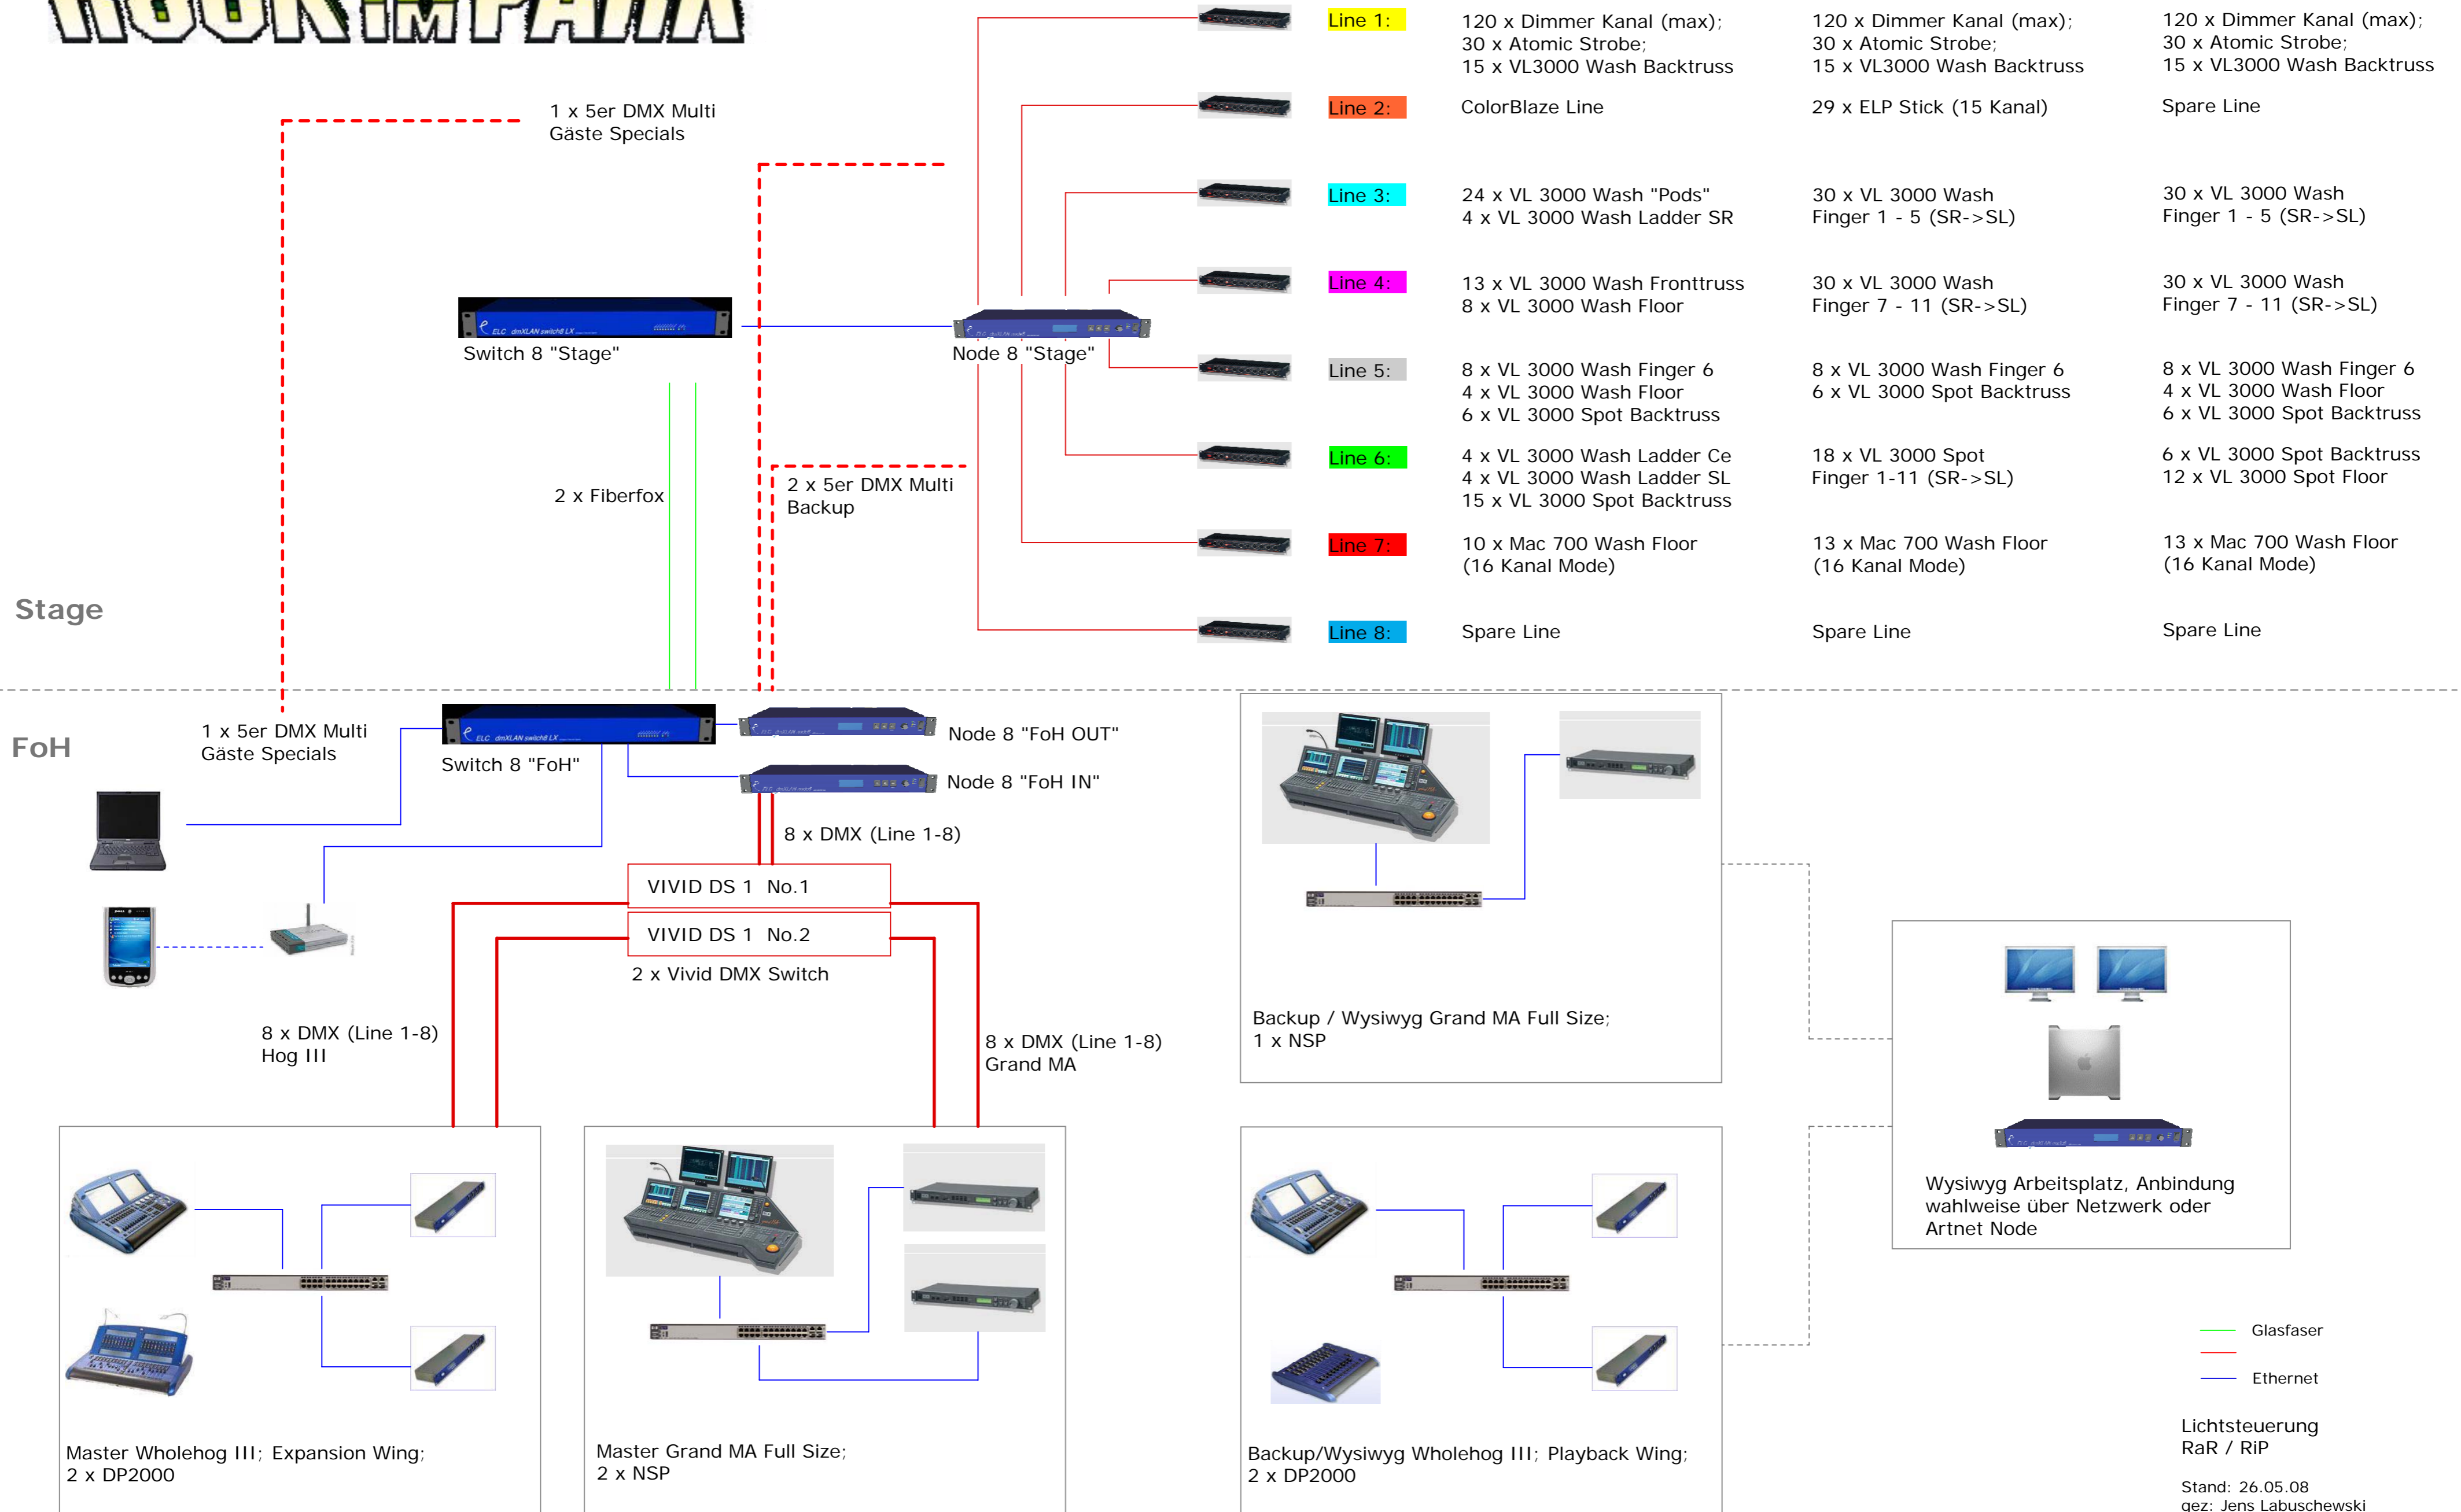 ROCK IM PARK
Line 1:
120 x Dimmer Kanal (max);
30 x Atomic Strobe;
15 x VL3000 Wash Backtruss
120 x Dimmer Kanal (max);
30 x Atomic Strobe;
15 x VL3000 Wash Backtruss
120 x Dimmer Kanal (max);
30 x Atomic Strobe;
15 x VL3000 Wash Backtruss
1 x 5er DMX Multi
Gäste Specials
Line 2:
ColorBlaze Line
29 x ELP Stick (15 Kanal)
Spare Line
Line 3:
24 x VL 3000 Wash "Pods"
4 x VL 3000 Wash Ladder SR
30 x VL 3000 Wash
Finger 1 - 5 (SR->SL)
30 x VL 3000 Wash
Finger 1 - 5 (SR->SL)
Line 4:
13 x VL 3000 Wash Fronttruss
8 x VL 3000 Wash Floor
30 x VL 3000 Wash
Finger 7 - 11 (SR->SL)
30 x VL 3000 Wash
Finger 7 - 11 (SR->SL)
ELC dmXLAN switch8 LX
Switch 8 "Stage"
Node 8 "Stage"
Line 5:
8 x VL 3000 Wash Finger 6
4 x VL 3000 Wash Floor
6 x VL 3000 Spot Backtruss
8 x VL 3000 Wash Finger 6
6 x VL 3000 Spot Backtruss
8 x VL 3000 Wash Finger 6
4 x VL 3000 Wash Floor
6 x VL 3000 Spot Backtruss
Line 6:
4 x VL 3000 Wash Ladder Ce
4 x VL 3000 Wash Ladder SL
15 x VL 3000 Spot Backtruss
18 x VL 3000 Spot
Finger 1-11 (SR->SL)
6 x VL 3000 Spot Backtruss
12 x VL 3000 Spot Floor
2 x Fiberfox
2 x 5er DMX Multi
Backup
Line 7:
10 x Mac 700 Wash Floor
(16 Kanal Mode)
13 x Mac 700 Wash Floor
(16 Kanal Mode)
13 x Mac 700 Wash Floor
(16 Kanal Mode)
Stage
Line 8:
Spare Line
Spare Line
Spare Line
FoH
1 x 5er DMX Multi
Gäste Specials
ELC dmXLAN switch8 LX
Switch 8 "FoH"
Node 8 "FoH OUT"
Node 8 "FoH IN"
8 x DMX (Line 1-8)
VIVID DS 1 No.1
VIVID DS 1 No.2
2 x Vivid DMX Switch
8 x DMX (Line 1-8)
Hog III
8 x DMX (Line 1-8)
Grand MA
Backup / Wysiwyg Grand MA Full Size;
1 x NSP
Wysiwyg Arbeitsplatz, Anbindung
wahlweise über Netzwerk oder
Artnet Node
Master Wholehog III; Expansion Wing;
2 x DP2000
Master Grand MA Full Size;
2 x NSP
Backup/Wysiwyg Wholehog III; Playback Wing;
2 x DP2000
Glasfaser
Ethernet
Lichtsteuerung
RaR / RiP
Stand: 26.05.08
gez: Jens Labuschewski